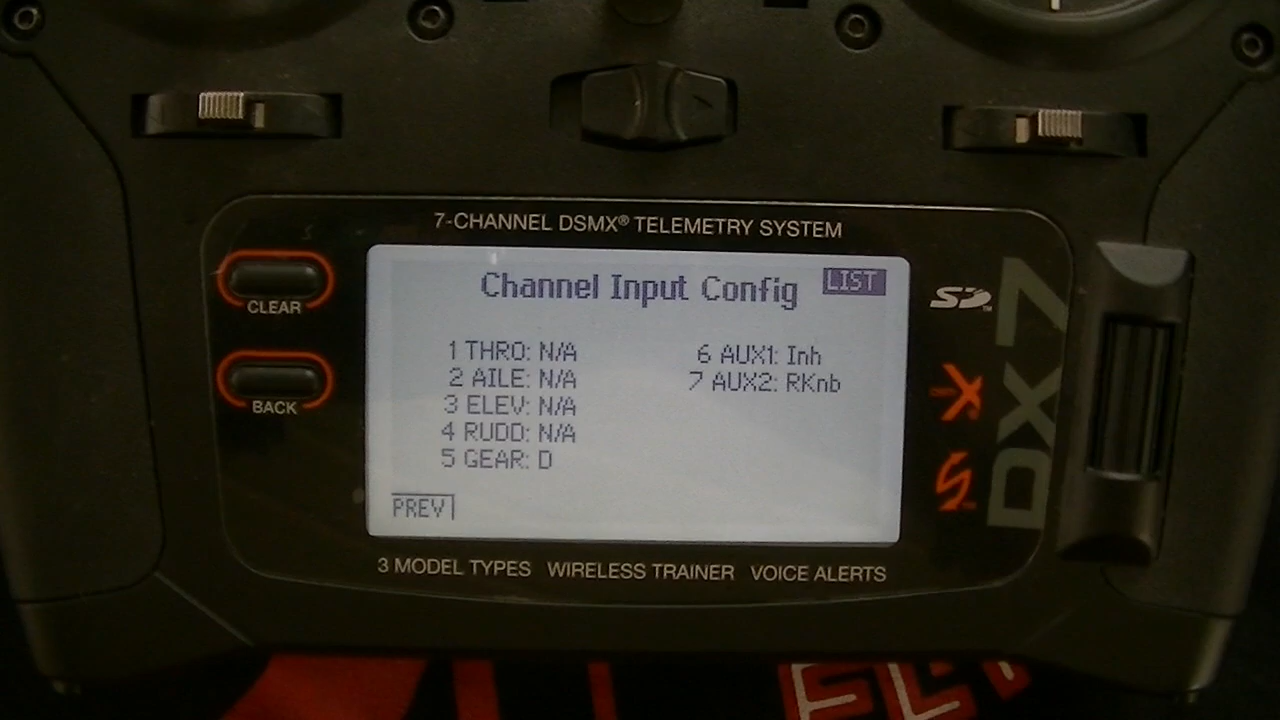 7-CHANNEL DSMX® TELEMETRY SYSTEM
Channel Input Config
LIST
1 THRO: N/A
2 AILE: N/A
3 ELEV: N/A
4 RUDD: N/A
5 GEAR: D
6 AUX1: Inh
7 AUX2: RKnb
PREV
CLEAR
BACK
SD™
DX7
3 MODEL TYPES WIRELESS TRAINER VOICE ALERTS